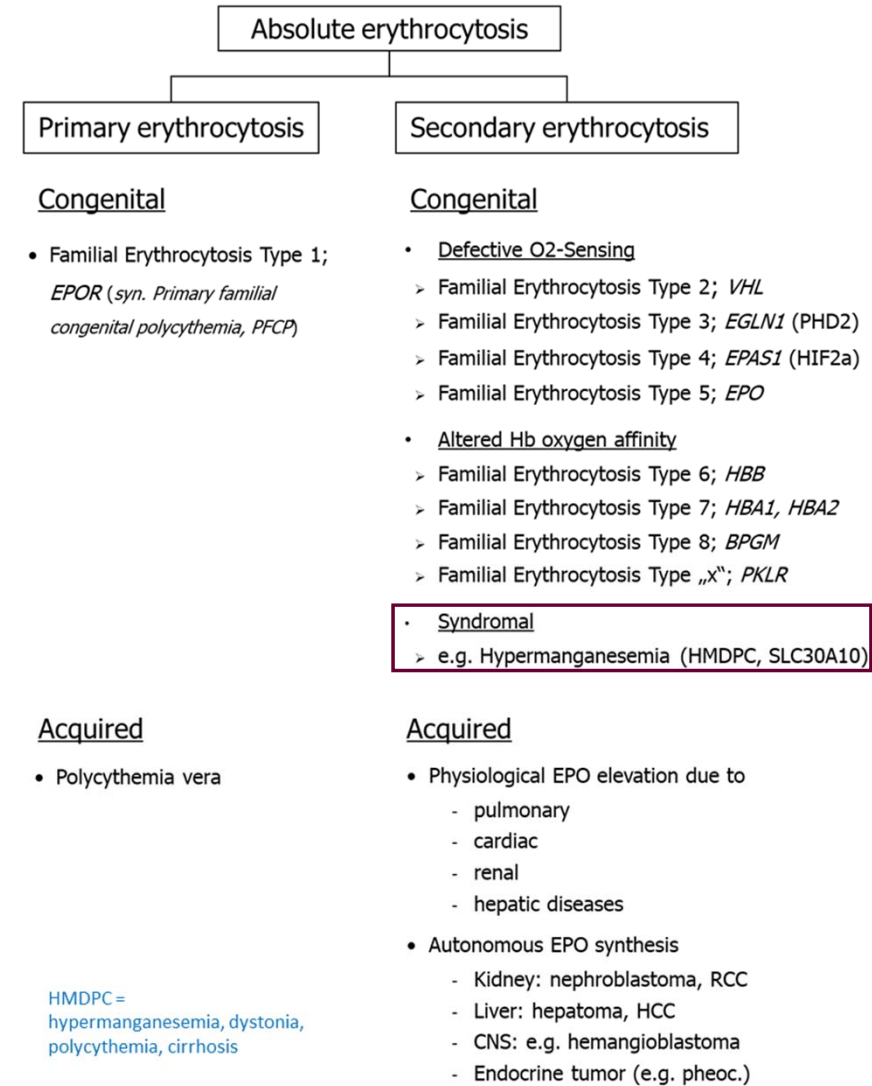 Absolute erythrocytosis
Primary erythrocytosis
Congenital
• Familial Erythrocytosis Type 1;
EPOR (syn. Primary familial
congenital polycythemia, PFCP)
Secondary erythrocytosis
Congenital
• Defective O2-Sensing
➢ Familial Erythrocytosis Type 2; VHL
➢ Familial Erythrocytosis Type 3; EGLN1 (PHD2)
➢ Familial Erythrocytosis Type 4; EPAS1 (HIF2a)
➢ Familial Erythrocytosis Type 5; EPO
• Altered Hb oxygen affinity
➢ Familial Erythrocytosis Type 6; HBB
➢ Familial Erythrocytosis Type 7; HBA1, HBA2
➢ Familial Erythrocytosis Type 8; BPGM
➢ Familial Erythrocytosis Type „x“; PKLR
• Syndromal
➢ e.g. Hypermanganesemia (HMDPC, SLC30A10)
Acquired
• Polycythemia vera
Acquired
• Physiological EPO elevation due to
- pulmonary
- cardiac
- renal
- hepatic diseases
• Autonomous EPO synthesis
- Kidney: nephroblastoma, RCC
- Liver: hepatoma, HCC
- CNS: e.g. hemangioblastoma
- Endocrine tumor (e.g. pheoc.)
HMDPC =
hypermanganesemia, dystonia,
polycythemia, cirrhosis